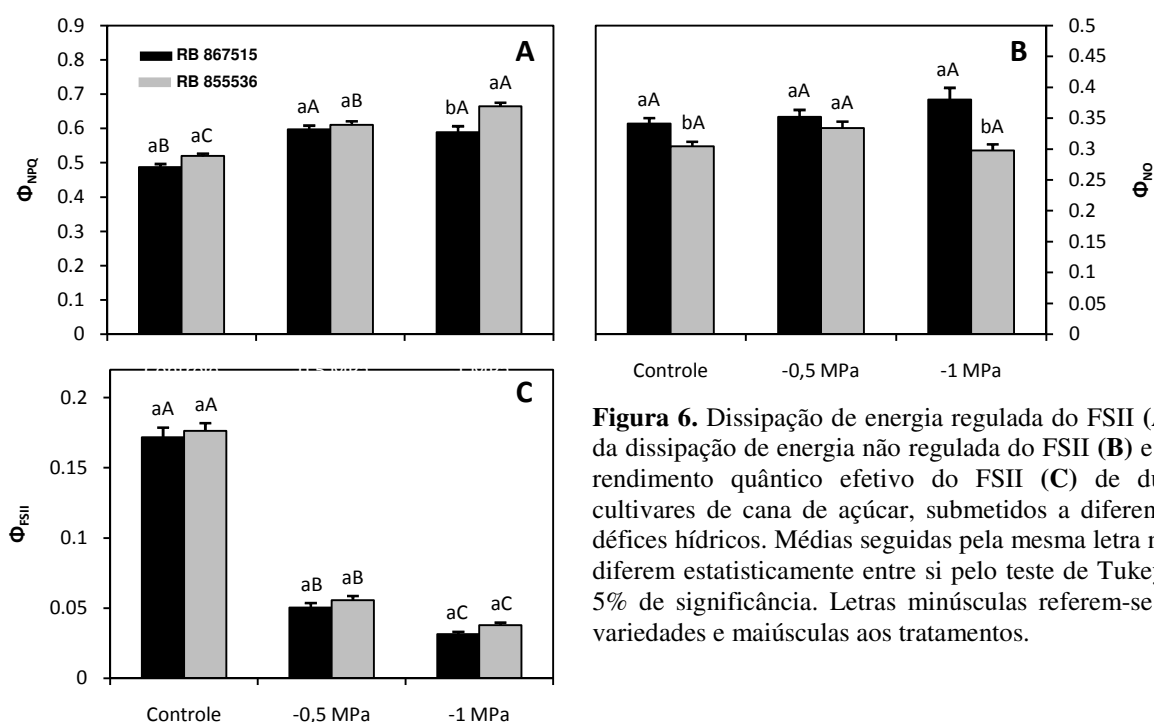 0.9
0.8
0.7
0.6
0.5
0.4
0.3
0.2
0.1
0
ΦNPQ
RB 867515
RB 855536
A
aB
aC
aA
aB
bA
aA
B
aA
bA
aA
aA
aA
bA
0.5
0.45
0.4
0.35
0.3
0.25
0.2
0.15
0.1
0.05
0
ΦNO
Controle
-0,5 MPa
-1 MPa
C
0.2
0.15
0.1
0.05
0
ΦFSII
aA
aA
aB
aB
aC
aC
Controle
-0,5 MPa
-1 MPa
Figura 6. Dissipação de energia regulada do FSII
da dissipação de energia não regulada do FSII (B) e
rendimento quântico efetivo do FSII (C) de
cultivares de cana de açúcar, submetidos a
défices hídricos. Médias seguidas pela mesma letra
diferem estatisticamente entre si pelo teste de
5% de significância. Letras minúsculas referem-se
variedades e maiúsculas aos tratamentos.